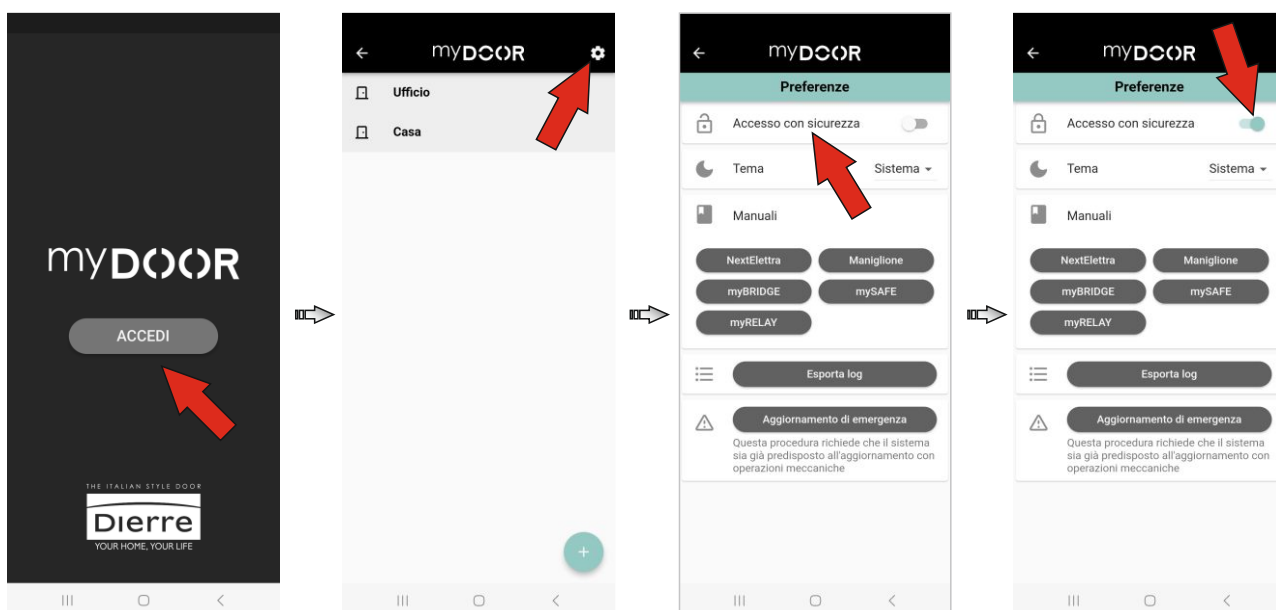 myDOOR
ACCEDI
THE ITALIAN STYLE DOOR
Dierre
YOUR HOME, YOUR LIFE
myDOOR
Ufficio
Casa
+
myDOOR
Preferenze
Accesso con sicurezza
Tema Sistema
Manuali
NextElettra Maniglione
myBRIDGE mySAFE
myRELAY
Esporta log
Aggiornamento di emergenza
Questa procedura richiede che il sistema
sia già predisposto all'aggiornamento con
operazioni meccaniche
myDOOR
Preferenze
Accesso con sicurezza
Tema Sistema
Manuali
NextElettra Maniglione
myBRIDGE mySAFE
myRELAY
Esporta log
Aggiornamento di emergenza
Questa procedura richiede che il sistema
sia già predisposto all'aggiornamento con
operazioni meccaniche